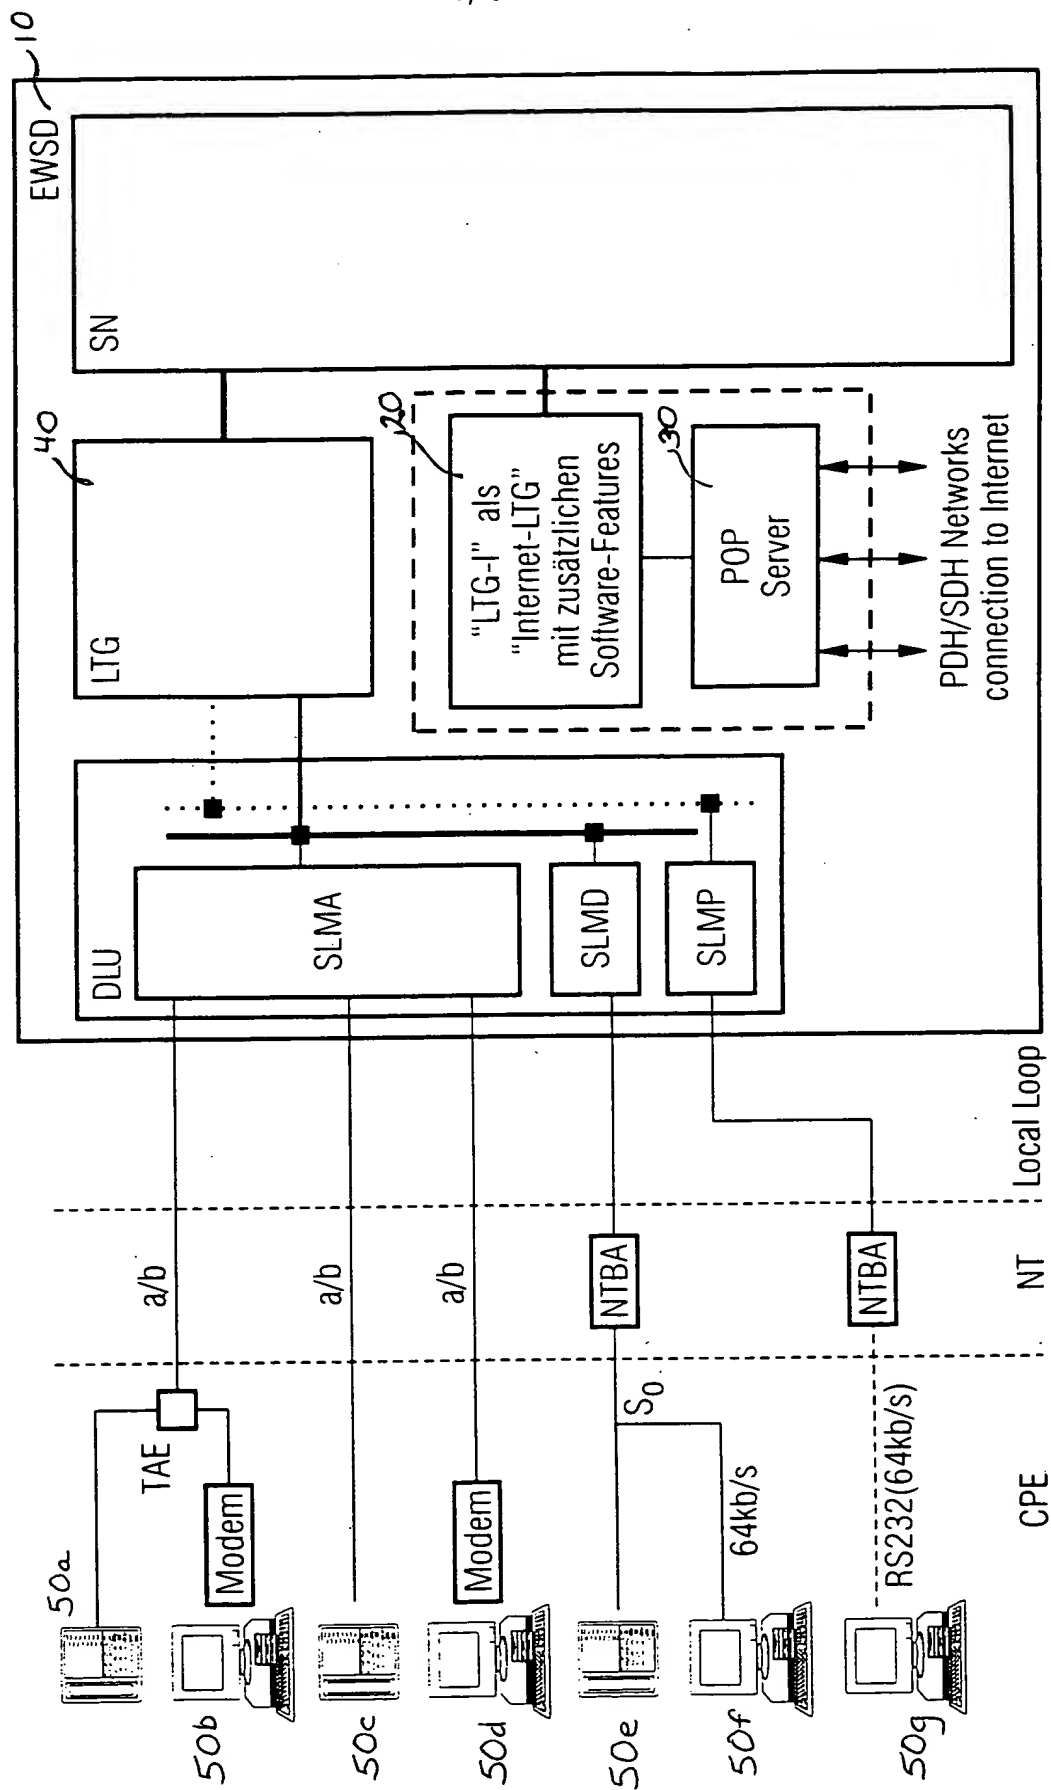 EWSD
10
SN
40
LTG
20
"LTG-I" als
"Internet-LTG"
mit zusätzlichen
Software-Features
30
POP
Server
PDH/SDH Networks
connection to Internet
DLU
SLMA
SLMD
SLMP
Local Loop
a/b
a/b
a/b
NTBA
NTBA
NT
50a
TAE
Modem
50b
50c
Modem
50d
S0
50e
64kb/s
50f
RS232(64kb/s)
50g
CPE